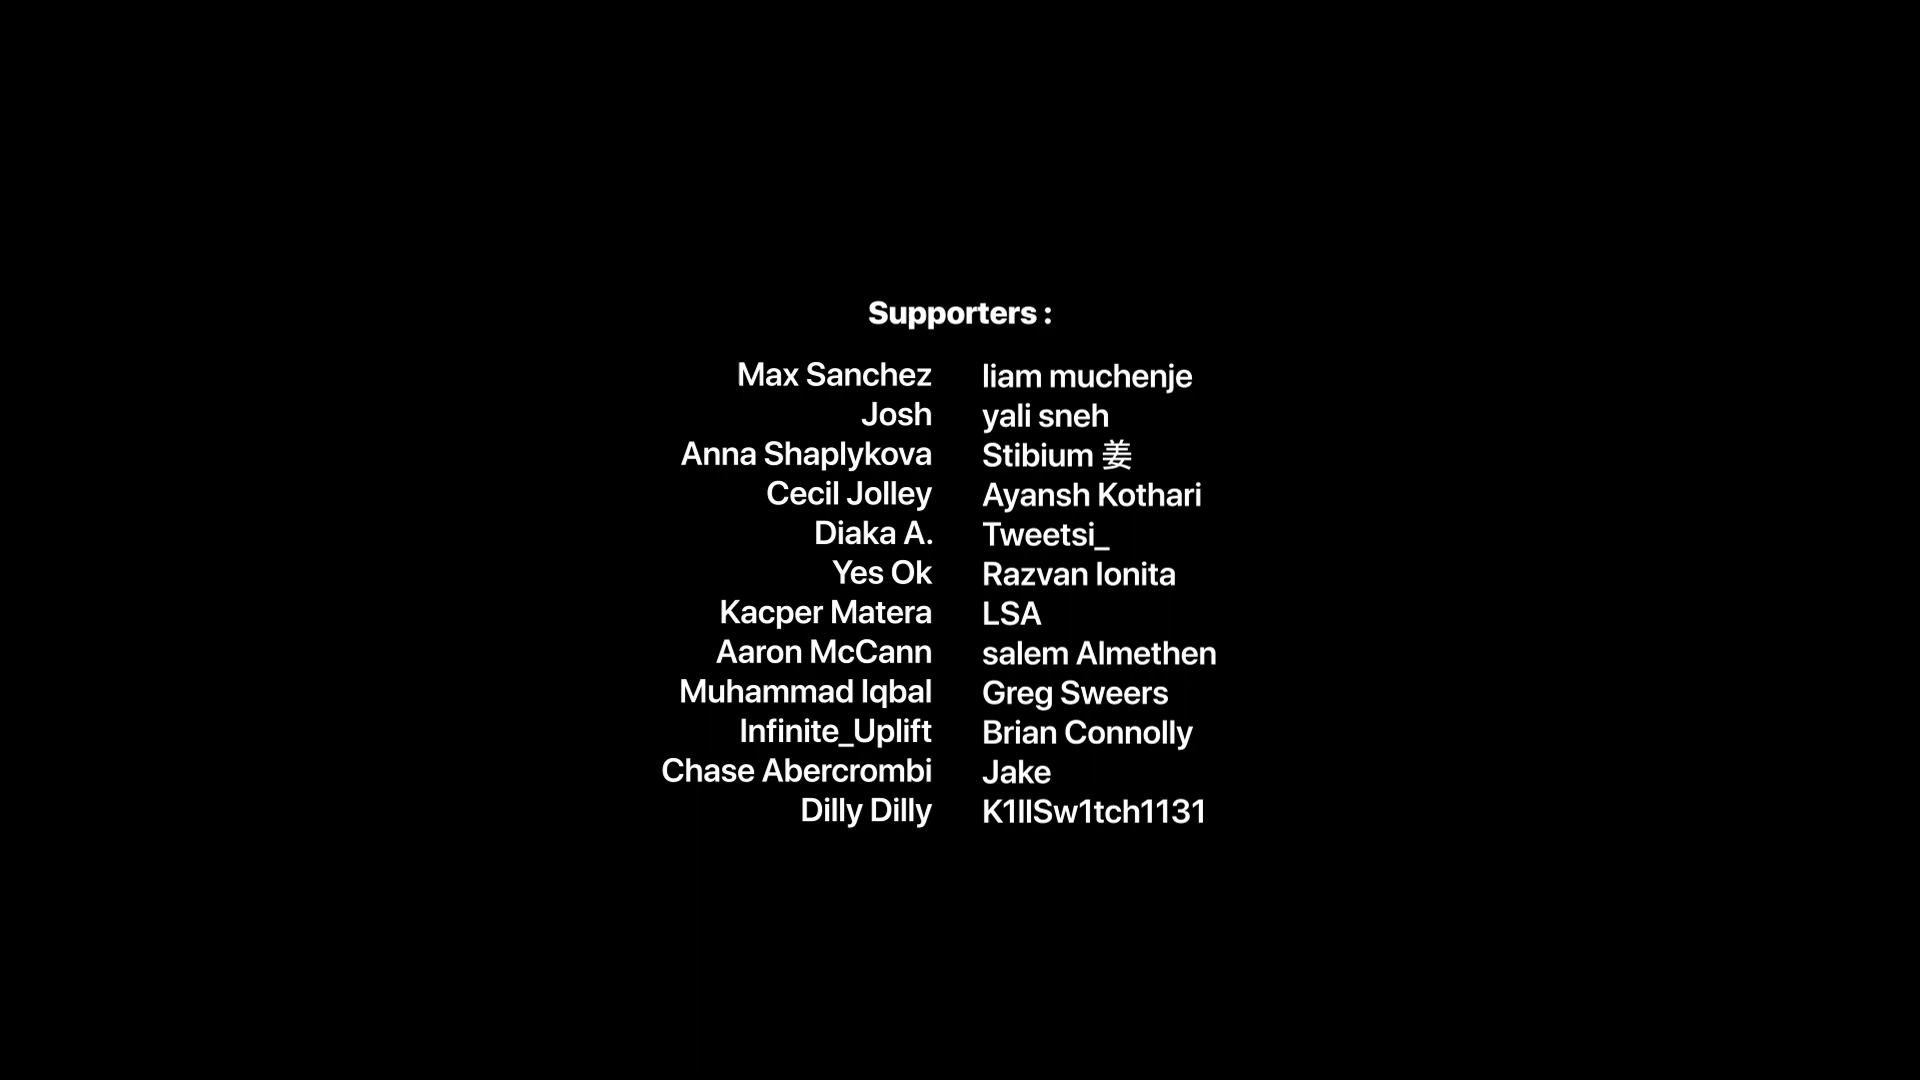 Supporters :
Max Sanchez
Josh
Anna Shaplykova
Cecil Jolley
Diaka A.
Yes Ok
Kacper Matera
Aaron McCann
Muhammad Iqbal
Infinite_Uplift
Chase Abercrombi
Dilly Dilly
liam muchenje
yali sneh
Stibium 姜
Ayansh Kothari
Tweetsi_
Razvan Ionita
LSA
salem Almethen
Greg Sweers
Brian Connolly
Jake
K1llSw1tch1131